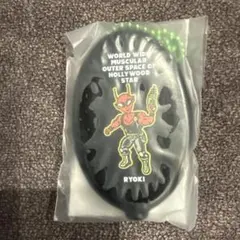 WORLD WIDE
MUSCULAR
OUTER SPACE OF
HOLLYWOOD
STAR
RYOKI